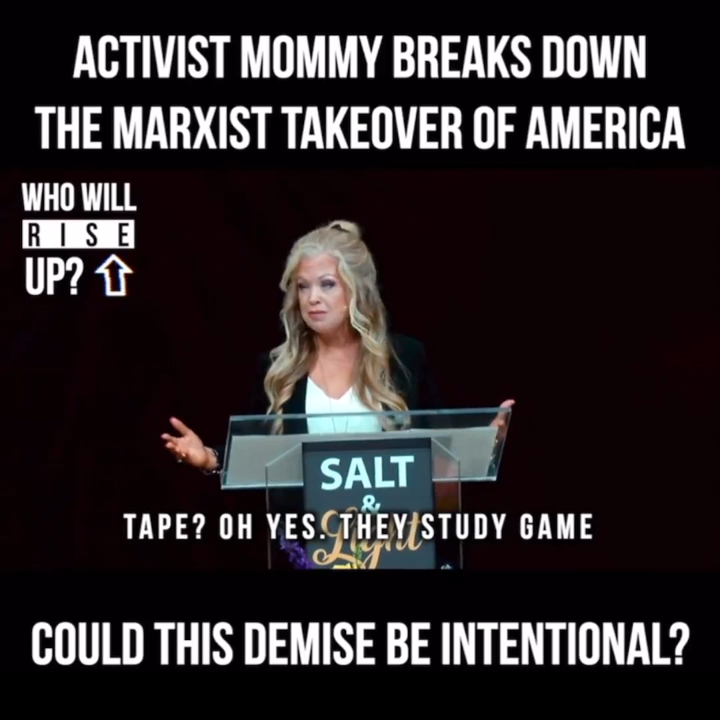 ACTIVIST MOMMY BREAKS DOWN
THE MARXIST TAKEOVER OF AMERICA
WHO WILL
RISE
UP?
SALT
&
Light
TAPE? OH YES. THEY STUDY GAME
COULD THIS DEMISE BE INTENTIONAL?